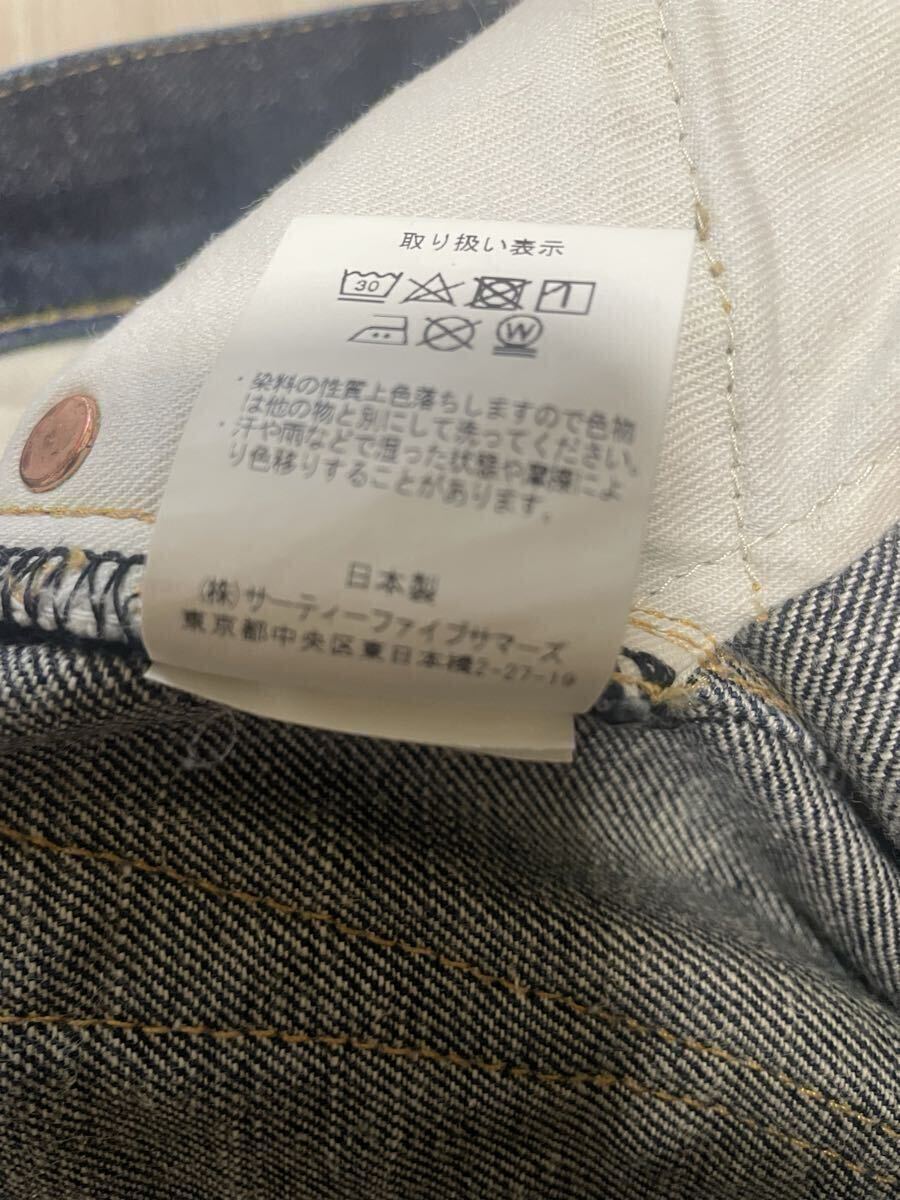 取り扱い表示
30
W
・染料の性質上色落ちしますので色物
は他の物と別にして洗ってください。
・汗や雨などで湿った状態や摩擦によ
り色移りすることがあります。
日本製
(株)サーティーファイブサマーズ
東京都中央区東日本橋2-27-19